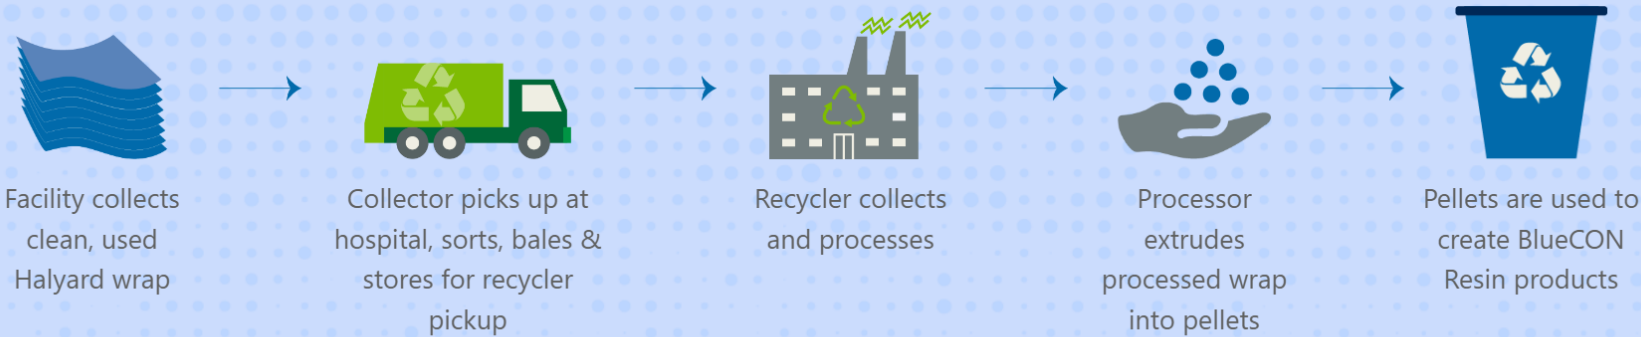 Facility collects
clean, used
Halyard wrap
Collector picks up at
hospital, sorts, bales &
stores for recycler
pickup
Recycler collects
and processes
Processor
extrudes
processed wrap
into pellets
Pellets are used to
create BlueCON
Resin products